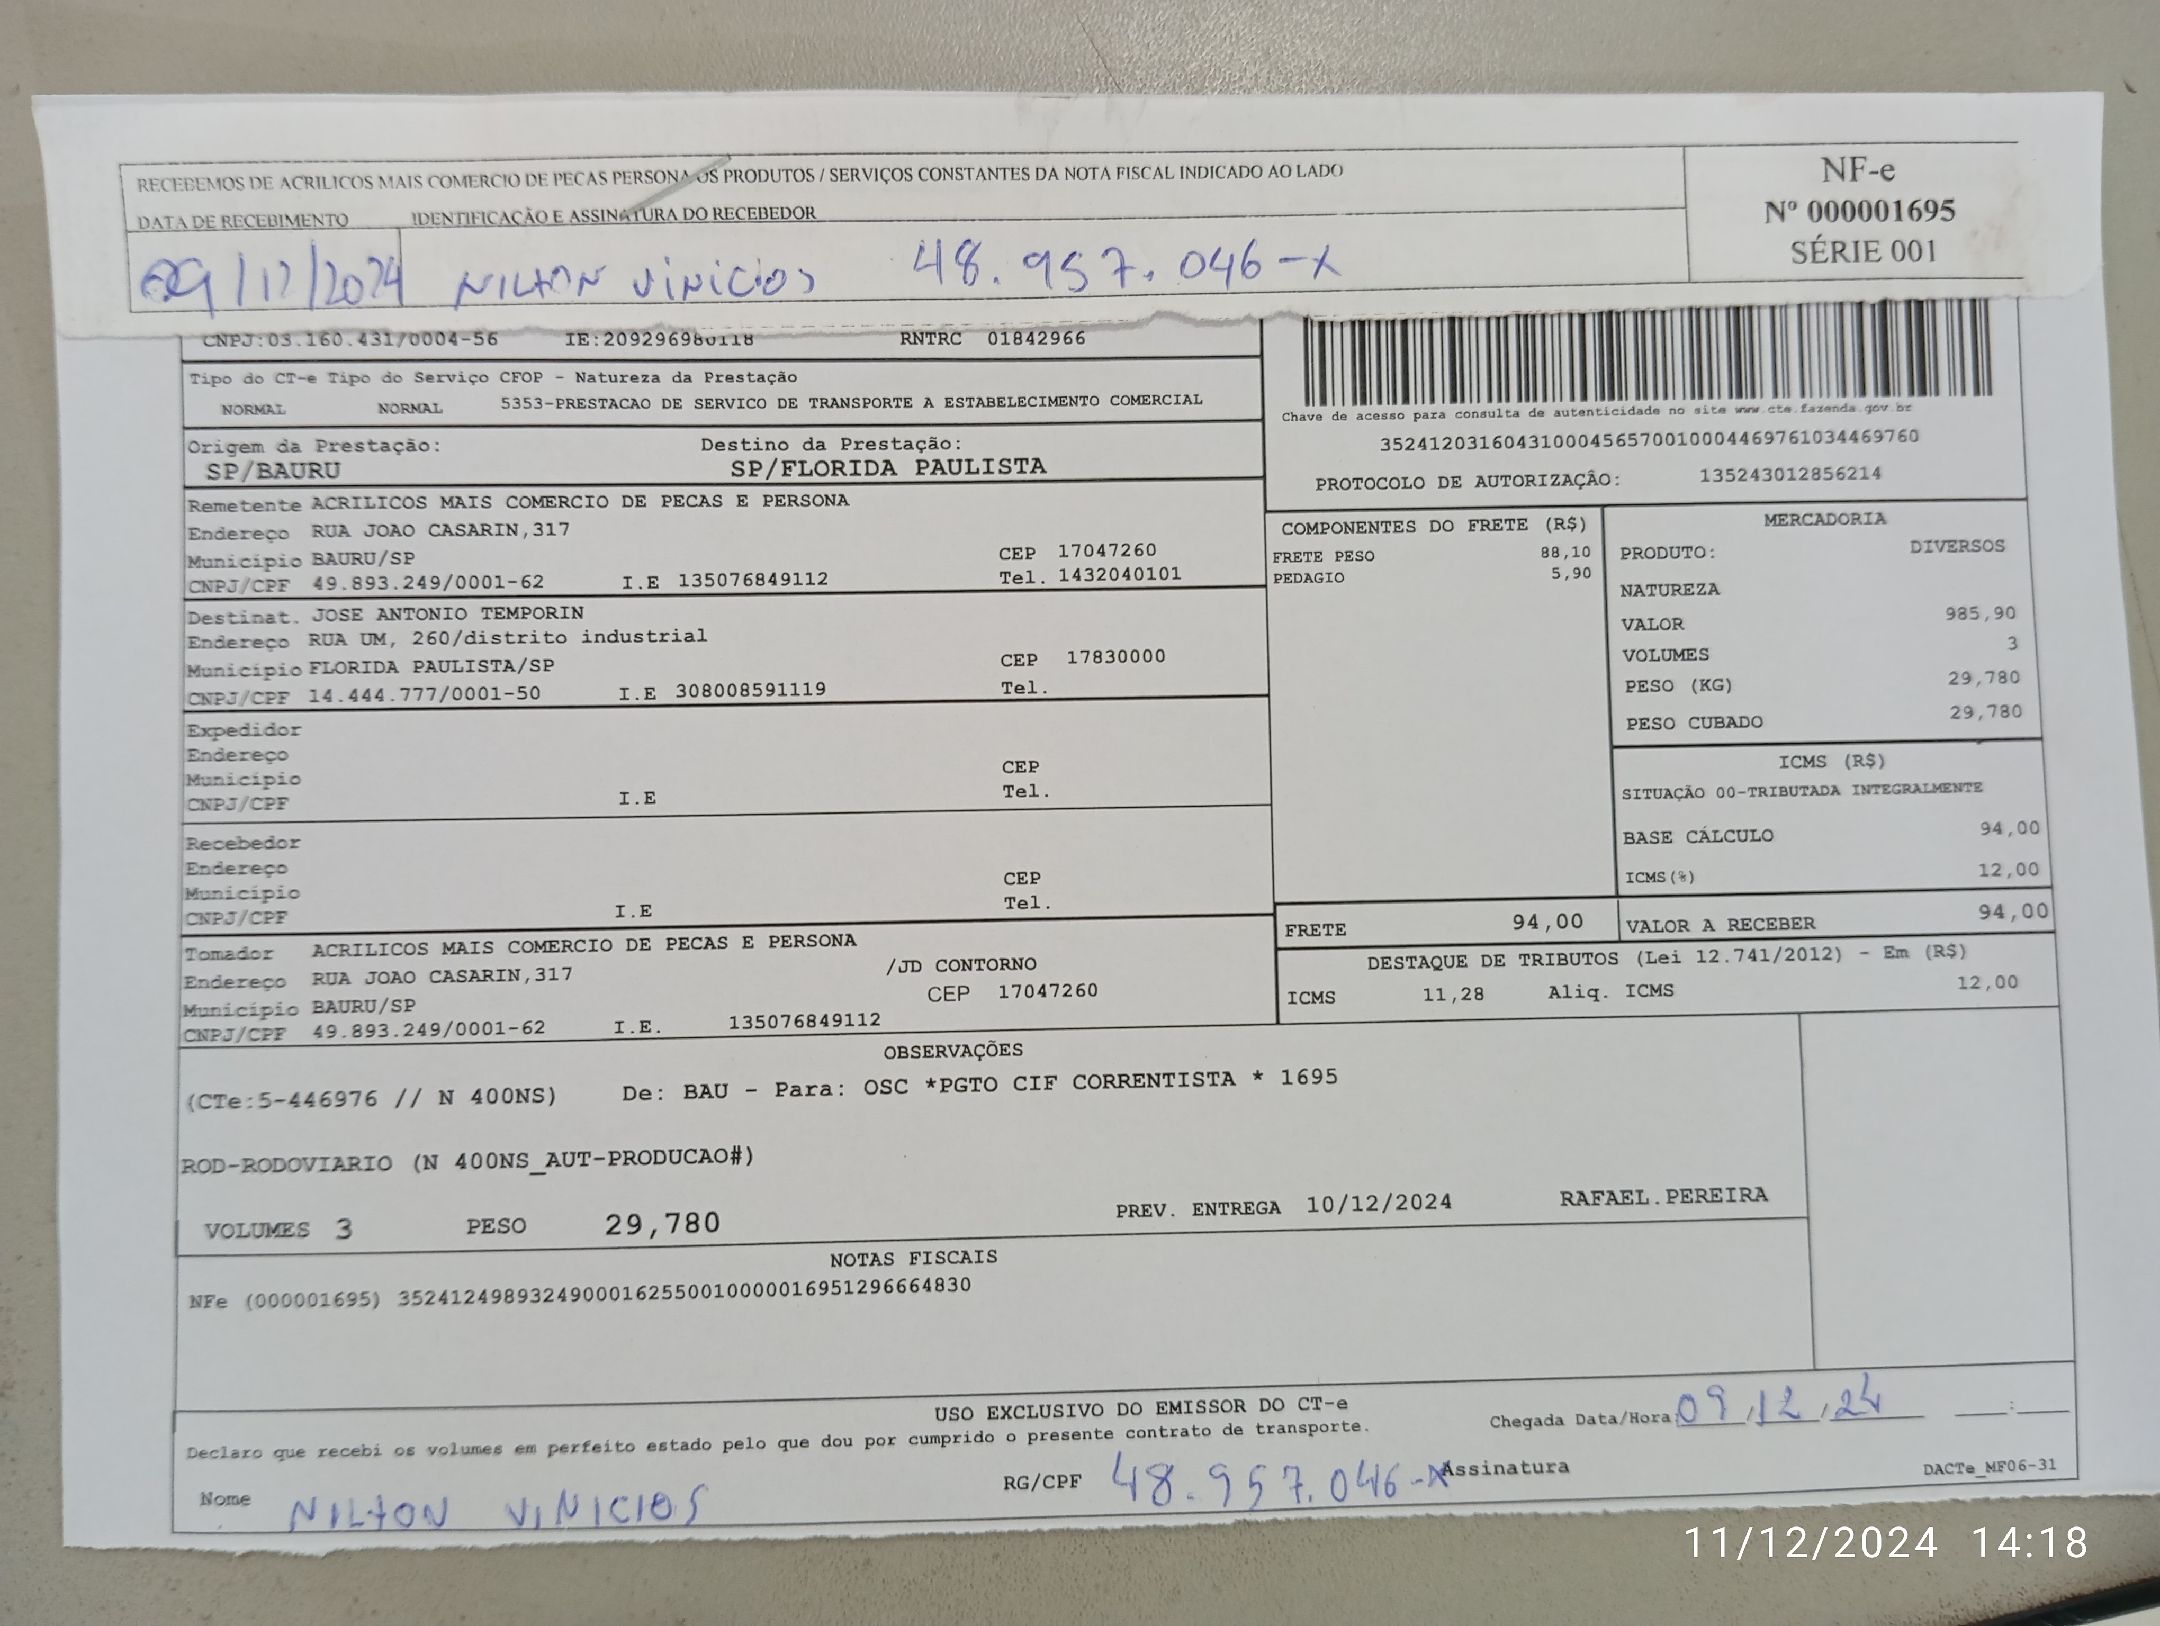 RECEBEMOS DE ACRILICOS MAIS COMERCIO DE PECAS PERSONA OS PRODUTOS / SERVIÇOS CONSTANTES DA NOTA FISCAL INDICADO AO LADO
DATA DE RECEBIMENTO IDENTIFICAÇÃO E ASSINATURA DO RECEBEDOR
09/12/2024 NILTON VINICIOS 48.957.046-X
NF-e
Nº 000001695
SÉRIE 001
CNPJ:03.160.431/0004-56 IE:209296980118 RNTRC 01842966
Tipo do CT-e Tipo do Serviço CFOP - Natureza da Prestação
NORMAL NORMAL 5353-PRESTACAO DE SERVICO DE TRANSPORTE A ESTABELECIMENTO COMERCIAL
Chave de acesso para consulta de autenticidade no site www.cte.fazenda.gov.br
35241203160431000456570010004469761034469760
PROTOCOLO DE AUTORIZAÇÃO: 135243012856214
Origem da Prestação: Destino da Prestação:
SP/BAURU SP/FLORIDA PAULISTA
Remetente ACRILICOS MAIS COMERCIO DE PECAS E PERSONA
Endereço RUA JOAO CASARIN,317
Município BAURU/SP CEP 17047260
CNPJ/CPF 49.893.249/0001-62 I.E 135076849112 Tel. 1432040101
Destinat. JOSE ANTONIO TEMPORIN
Endereço RUA UM, 260/distrito industrial
Município FLORIDA PAULISTA/SP CEP 17830000
CNPJ/CPF 14.444.777/0001-50 I.E 308008591119 Tel.
Expedidor
Endereço
Município CEP
CNPJ/CPF I.E Tel.
Recebedor
Endereço
Município CEP
CNPJ/CPF I.E Tel.
Tomador ACRILICOS MAIS COMERCIO DE PECAS E PERSONA
Endereço RUA JOAO CASARIN,317 /JD CONTORNO
Município BAURU/SP CEP 17047260
CNPJ/CPF 49.893.249/0001-62 I.E. 135076849112
COMPONENTES DO FRETE (R$)
FRETE PESO 88,10
PEDAGIO 5,90
MERCADORIA
PRODUTO: DIVERSOS
NATUREZA
VALOR 985,90
VOLUMES 3
PESO (KG) 29,780
PESO CUBADO 29,780
ICMS (R$)
SITUAÇÃO 00-TRIBUTADA INTEGRALMENTE
BASE CÁLCULO 94,00
ICMS(%) 12,00
FRETE 94,00 VALOR A RECEBER 94,00
DESTAQUE DE TRIBUTOS (Lei 12.741/2012) - Em (R$)
ICMS 11,28 Aliq. ICMS 12,00
OBSERVAÇÕES
(CTe:5-446976 // N 400NS) De: BAU - Para: OSC *PGTO CIF CORRENTISTA * 1695
ROD-RODOVIARIO (N 400NS_AUT-PRODUCAO#)
VOLUMES 3 PESO 29,780 PREV. ENTREGA 10/12/2024 RAFAEL.PEREIRA
NOTAS FISCAIS
NFe (000001695) 35241249893249000162550010000016951296664830
USO EXCLUSIVO DO EMISSOR DO CT-e
Declaro que recebi os volumes em perfeito estado pelo que dou por cumprido o presente contrato de transporte.
Chegada Data/Hora 09/12/24 :
Nome NILTON VINICIOS RG/CPF 48.957.046-X Assinatura DACTe_MF06-31
11/12/2024 14:18